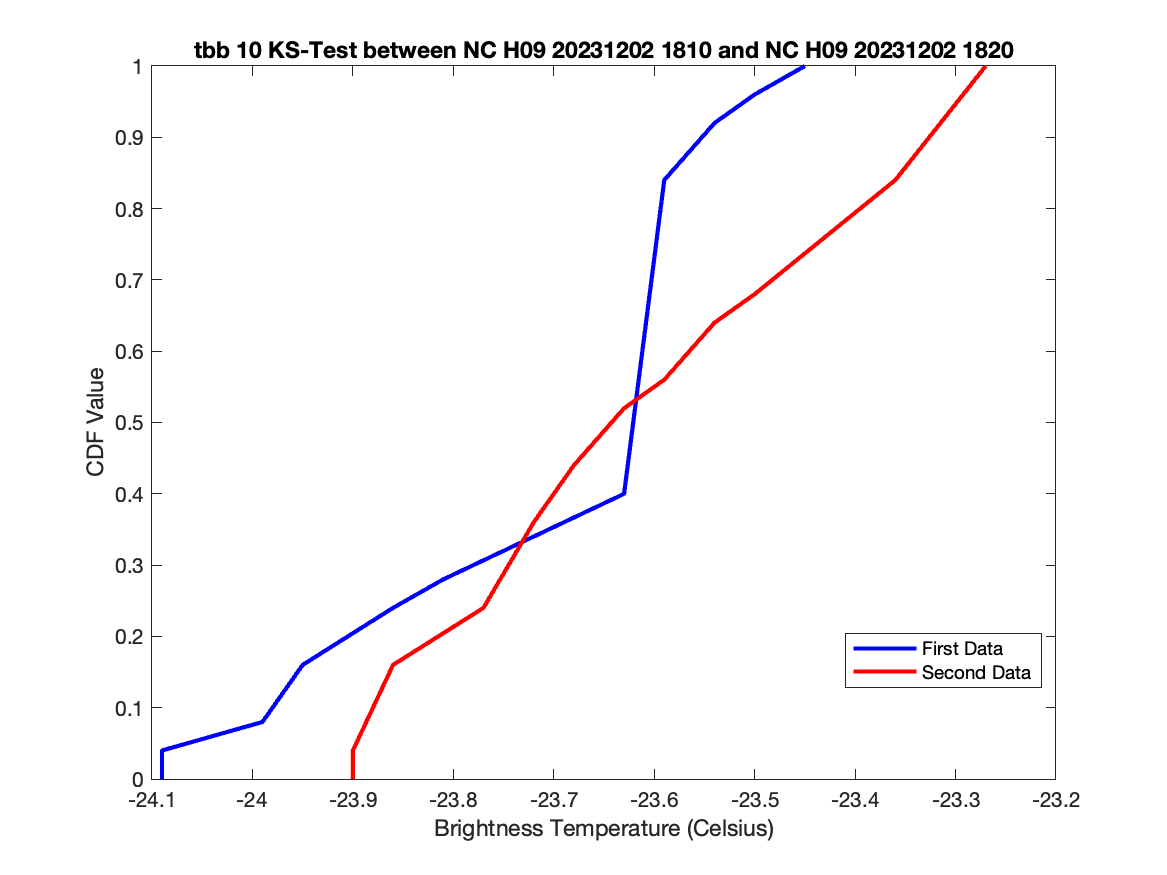 tbb 10 KS-Test between NC H09 20231202 1810 and NC H09 20231202 1820
1
0.9
0.8
0.7
0.6
0.5
0.4
0.3
0.2
0.1
0
CDF Value
First Data
Second Data
-24.1 -24 -23.9 -23.8 -23.7 -23.6 -23.5 -23.4 -23.3 -23.2
Brightness Temperature (Celsius)